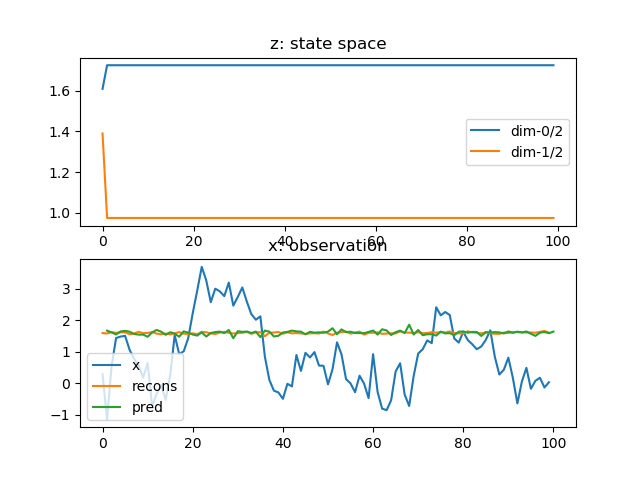 z: state space
1.6
1.4
1.2
1.0
dim-0/2
dim-1/2
0 20 40 60 80 100
x: observation
3
2
1
0
−1
x
recons
pred
0 20 40 60 80 100